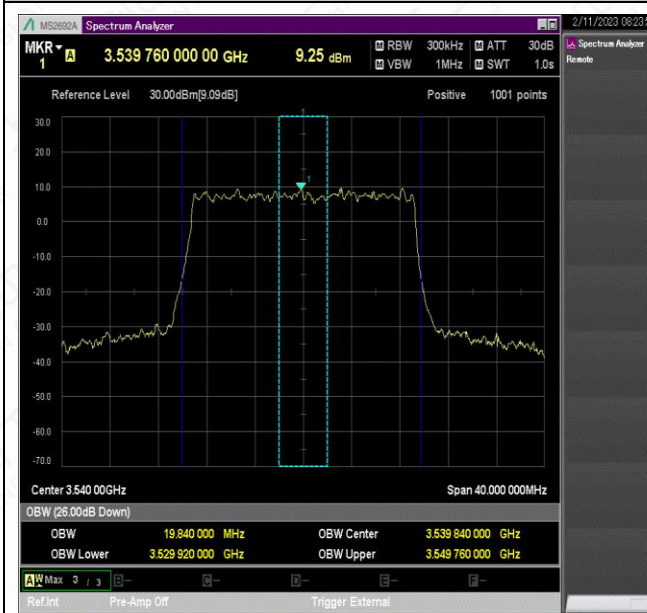 MS2692A Spectrum Analyzer 2/11/2023 08:23:5
MKR 1 A 3.539 760 000 00 GHz 9.25 dBm RBW 300kHz ATT 30dB
VBW 1MHz SWT 1.0s
Spectrum Analyzer
Remote
Reference Level 30.00dBm[9.09dB] Positive 1001 points
1
30.0
20.0
10.0
1
0.0
-10.0
-20.0
-30.0
-40.0
-50.0
-60.0
-70.0
Center 3.540 00GHz Span 40.000 000MHz
OBW (26.00dB Down)
OBW 19.840 000 MHz OBW Center 3.539 840 000 GHz
OBW Lower 3.529 920 000 GHz OBW Upper 3.549 760 000 GHz
A W Max 3 / 3 B- C- D- E- F-
Ref.Int Pre-Amp Off Trigger External